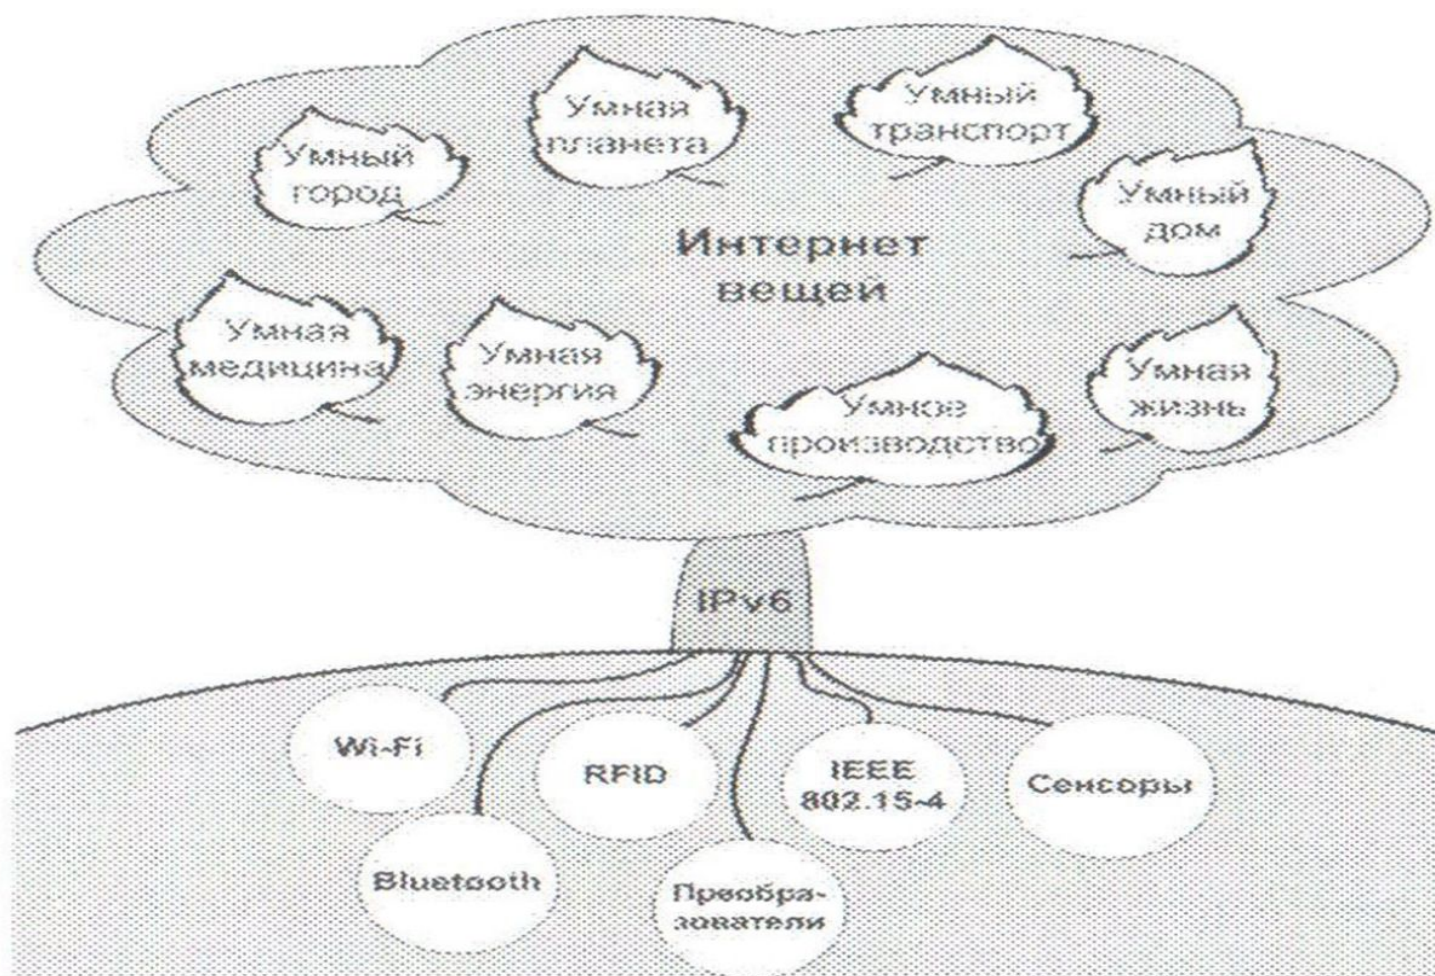 Умная
планета
Умный
транспорт
Умный
город
Умный
дом
Интернет
вещей
Умная
медицина
Умная
энергия
Умное
производство
Умная
жизнь
IPv6
Wi-Fi
RFID
IEEE
802.15-4
Сенсоры
Bluetooth
Преобра-
зователи